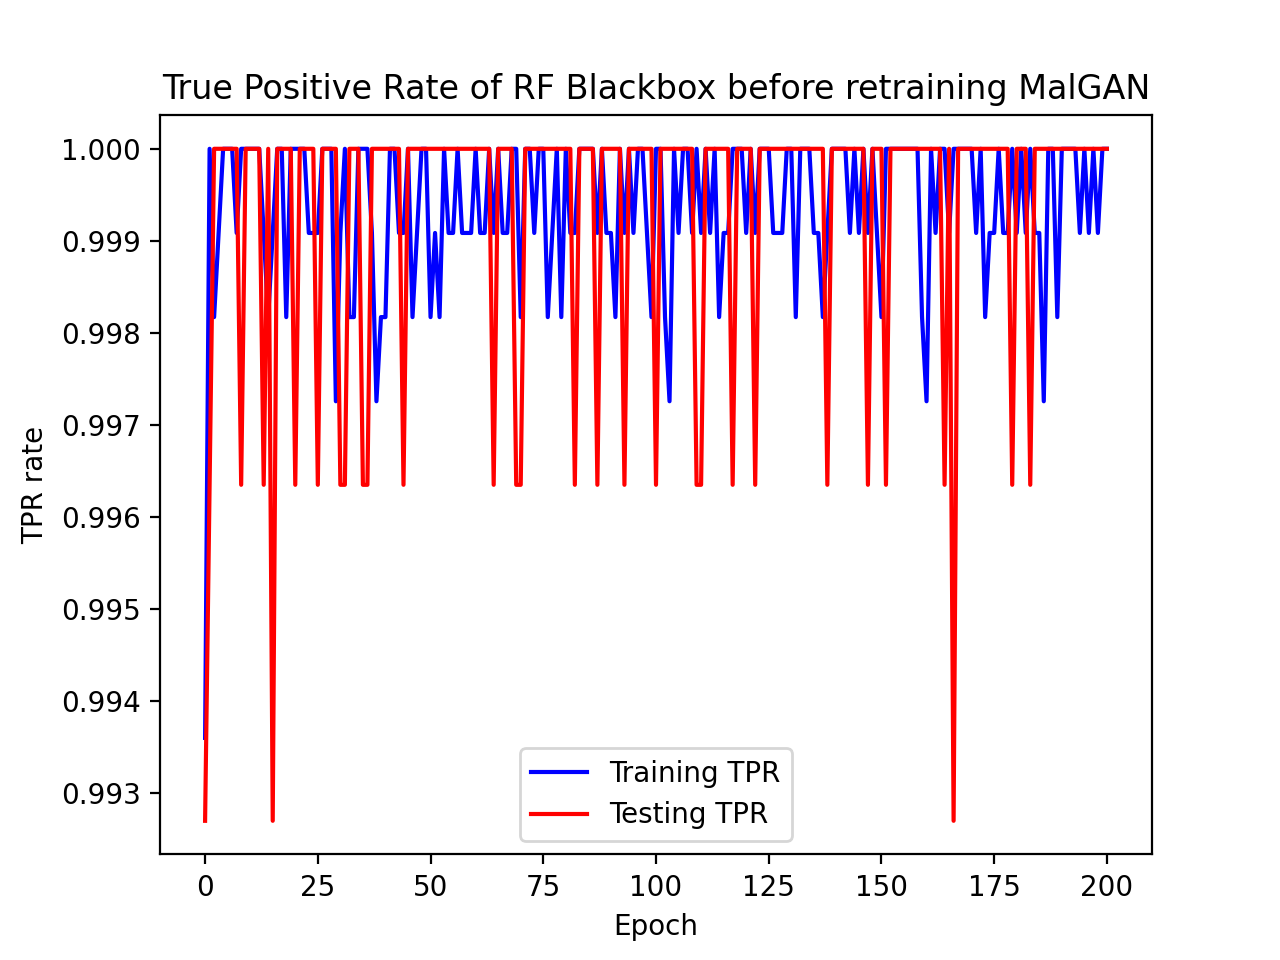 True Positive Rate of RF Blackbox before retraining MalGAN
1.000
0.999
0.998
0.997
0.996
0.995
0.994
0.993
TPR rate
Training TPR
Testing TPR
0 25 50 75 100 125 150 175 200
Epoch